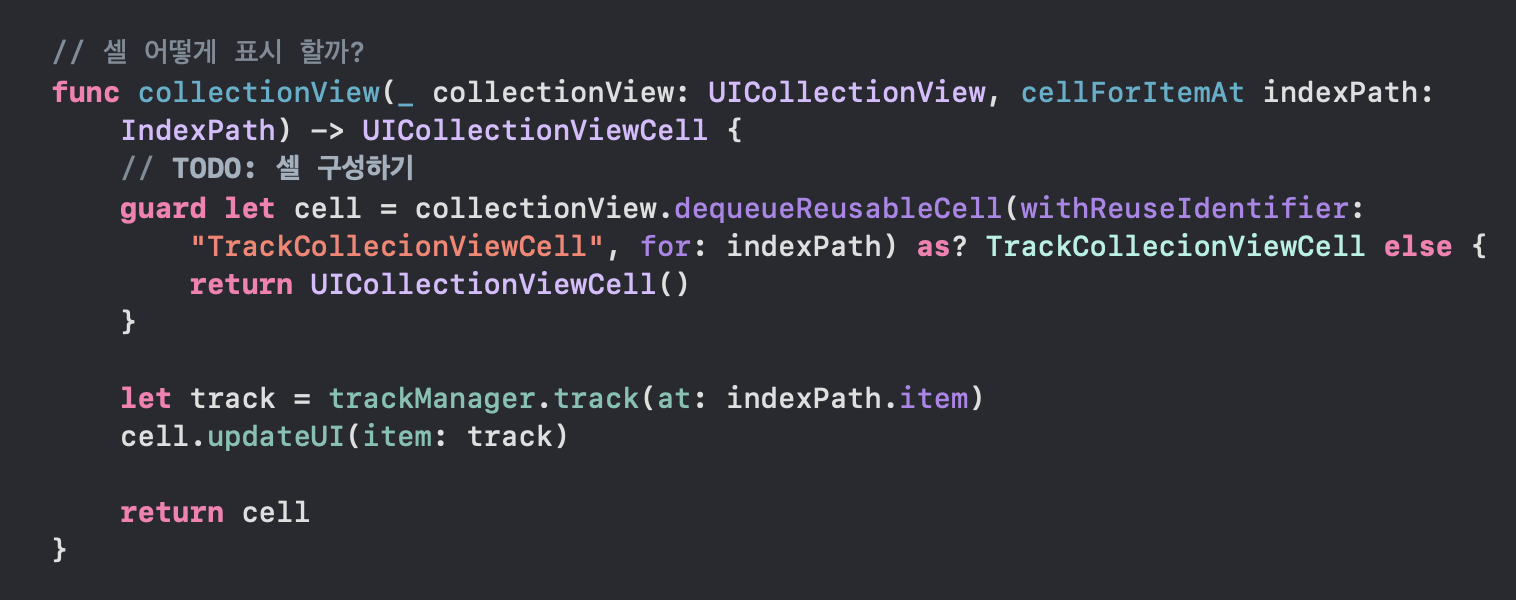 // 셀 어떻게 표시 할까?
func collectionView(_ collectionView: UICollectionView, cellForItemAt indexPath:
IndexPath) -> UICollectionViewCell {
// TODO: 셀 구성하기
guard let cell = collectionView.dequeueReusableCell(withReuseIdentifier:
"TrackCollecionViewCell", for: indexPath) as? TrackCollecionViewCell else {
return UICollectionViewCell()
}
let track = trackManager.track(at: indexPath.item)
cell.updateUI(item: track)
return cell
}